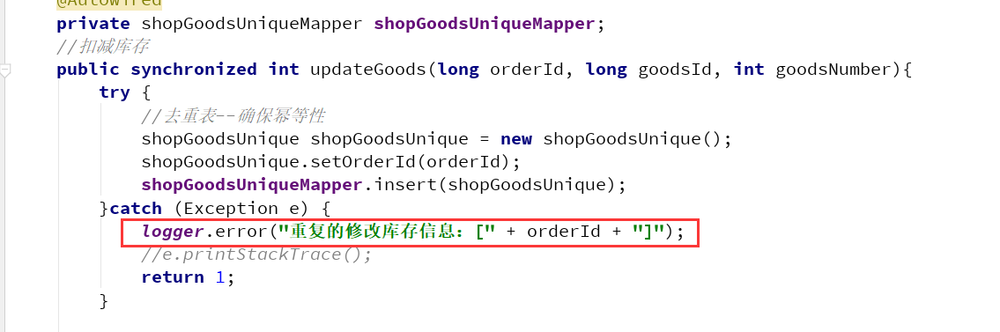 @Autowired
private shopGoodsUniqueMapper shopGoodsUniqueMapper;
//扣减库存
public synchronized int updateGoods(long orderId, long goodsId, int goodsNumber){
try {
//去重表--确保幂等性
shopGoodsUnique shopGoodsUnique = new shopGoodsUnique();
shopGoodsUnique.setOrderId(orderId);
shopGoodsUniqueMapper.insert(shopGoodsUnique);
}catch (Exception e) {
logger.error("重复的修改库存信息：[" + orderId + "]");
//e.printStackTrace();
return 1;
}